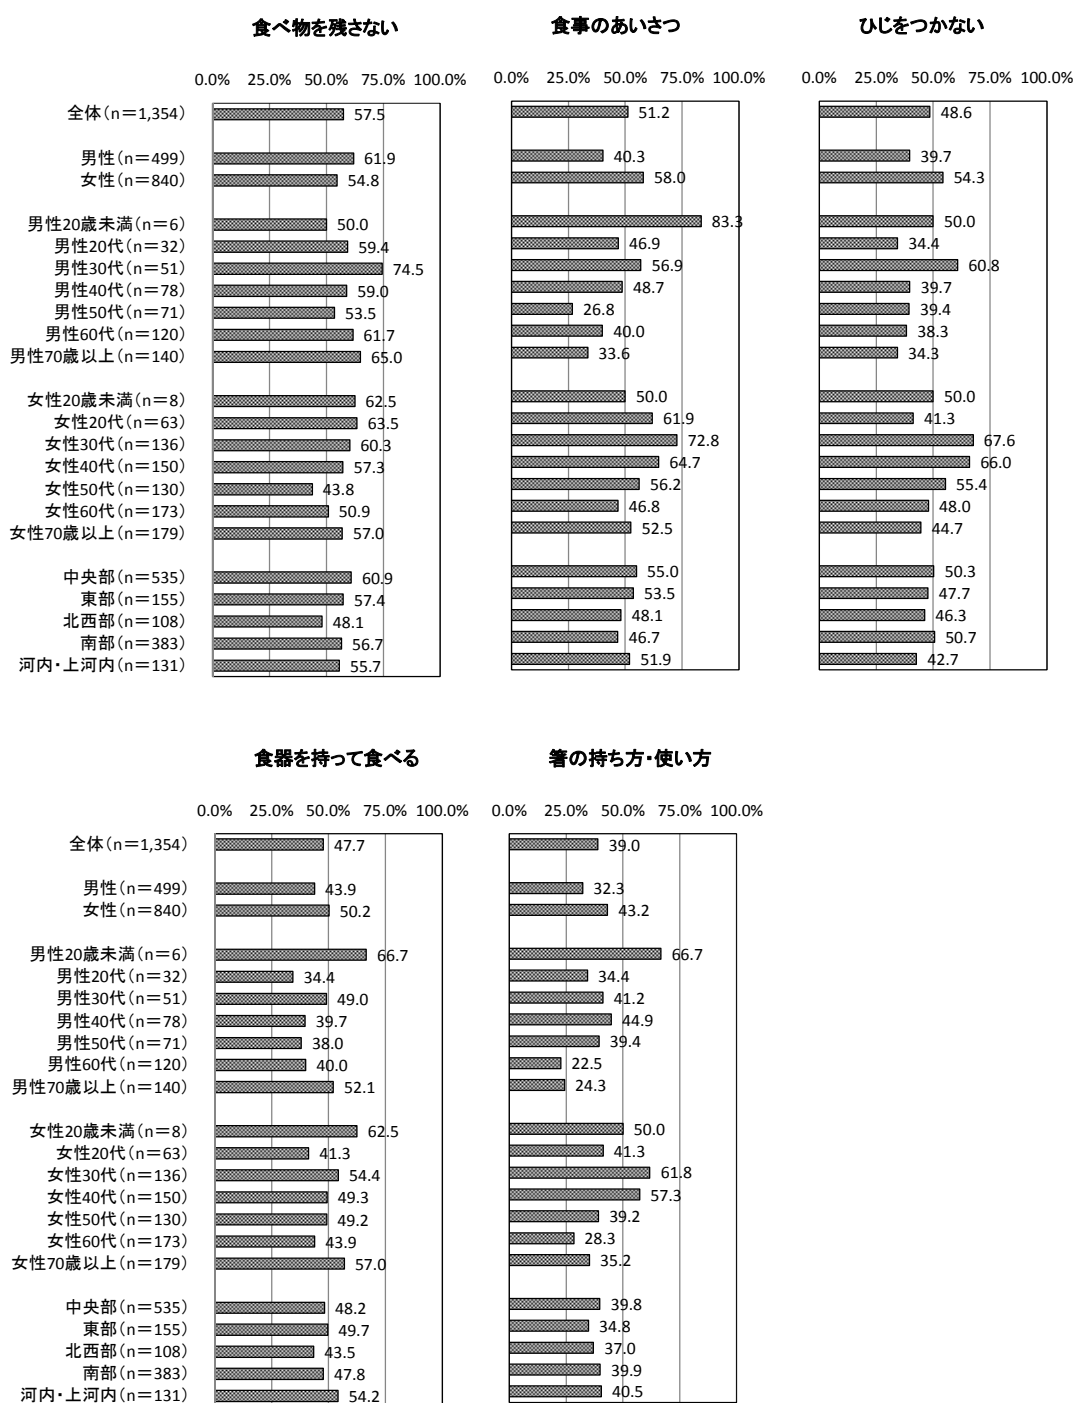 食べ物を残さない 食事のあいさつ ひじをつかない
0.0% 25.0% 50.0% 75.0% 100.0% 0.0% 25.0% 50.0% 75.0% 100.0% 0.0% 25.0% 50.0% 75.0% 100.0%
全体(n=1,354) 57.5 51.2 48.6
男性(n=499) 61.9 40.3 39.7
女性(n=840) 54.8 58.0 54.3
男性20歳未満(n=6) 50.0 83.3 50.0
男性20代(n=32) 59.4 46.9 34.4
男性30代(n=51) 74.5 56.9 60.8
男性40代(n=78) 59.0 48.7 39.7
男性50代(n=71) 53.5 26.8 39.4
男性60代(n=120) 61.7 40.0 38.3
男性70歳以上(n=140) 65.0 33.6 34.3
女性20歳未満(n=8) 62.5 50.0 50.0
女性20代(n=63) 63.5 61.9 41.3
女性30代(n=136) 60.3 72.8 67.6
女性40代(n=150) 57.3 64.7 66.0
女性50代(n=130) 43.8 56.2 55.4
女性60代(n=173) 50.9 46.8 48.0
女性70歳以上(n=179) 57.0 52.5 44.7
中央部(n=535) 60.9 55.0 50.3
東部(n=155) 57.4 53.5 47.7
北西部(n=108) 48.1 48.1 46.3
南部(n=383) 56.7 46.7 50.7
河内・上河内(n=131) 55.7 51.9 42.7
食器を持って食べる 箸の持ち方・使い方
0.0% 25.0% 50.0% 75.0% 100.0% 0.0% 25.0% 50.0% 75.0% 100.0%
全体(n=1,354) 47.7 39.0
男性(n=499) 43.9 32.3
女性(n=840) 50.2 43.2
男性20歳未満(n=6) 66.7 66.7
男性20代(n=32) 34.4 34.4
男性30代(n=51) 49.0 41.2
男性40代(n=78) 39.7 44.9
男性50代(n=71) 38.0 39.4
男性60代(n=120) 40.0 22.5
男性70歳以上(n=140) 52.1 24.3
女性20歳未満(n=8) 62.5 50.0
女性20代(n=63) 41.3 41.3
女性30代(n=136) 54.4 61.8
女性40代(n=150) 49.3 57.3
女性50代(n=130) 49.2 39.2
女性60代(n=173) 43.9 28.3
女性70歳以上(n=179) 57.0 35.2
中央部(n=535) 48.2 39.8
東部(n=155) 49.7 34.8
北西部(n=108) 43.5 37.0
南部(n=383) 47.8 39.9
河内・上河内(n=131) 54.2 40.5